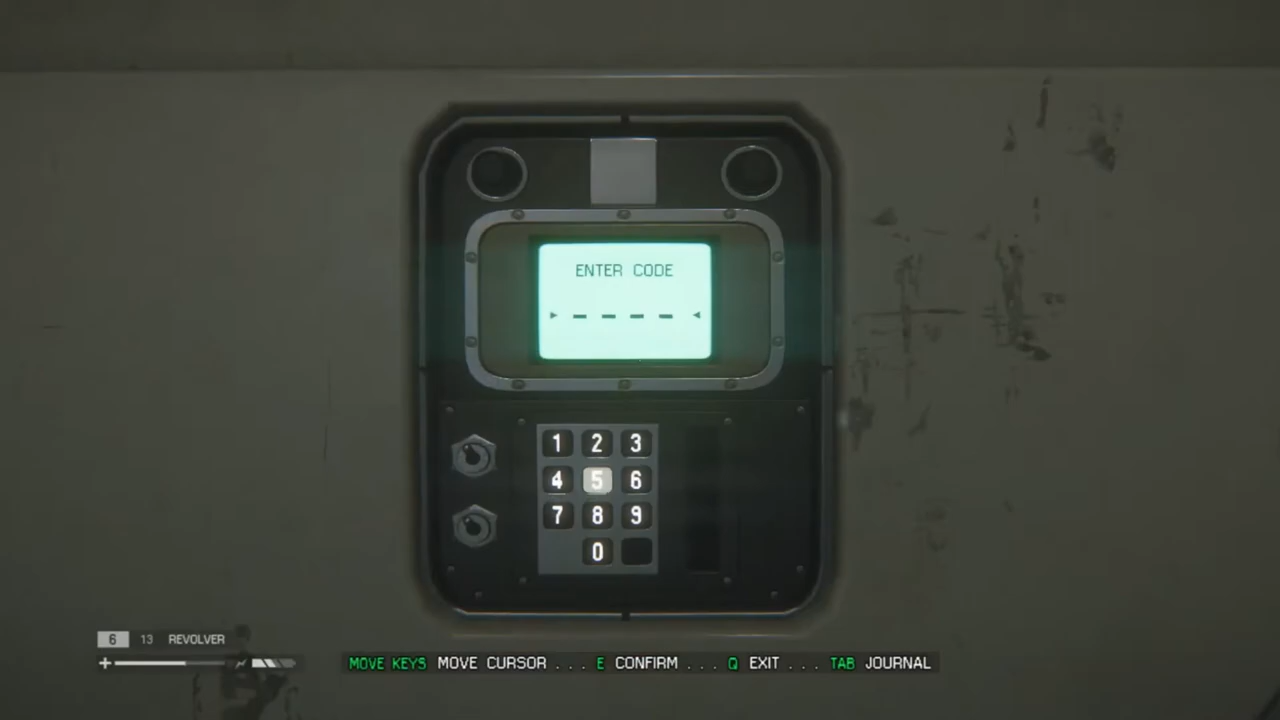 ENTER CODE
1 2 3
4 5 6
7 8 9
0
6 13 REVOLVER
MOVE KEYS MOVE CURSOR . . . E CONFIRM . . . Q EXIT . . . TAB JOURNAL